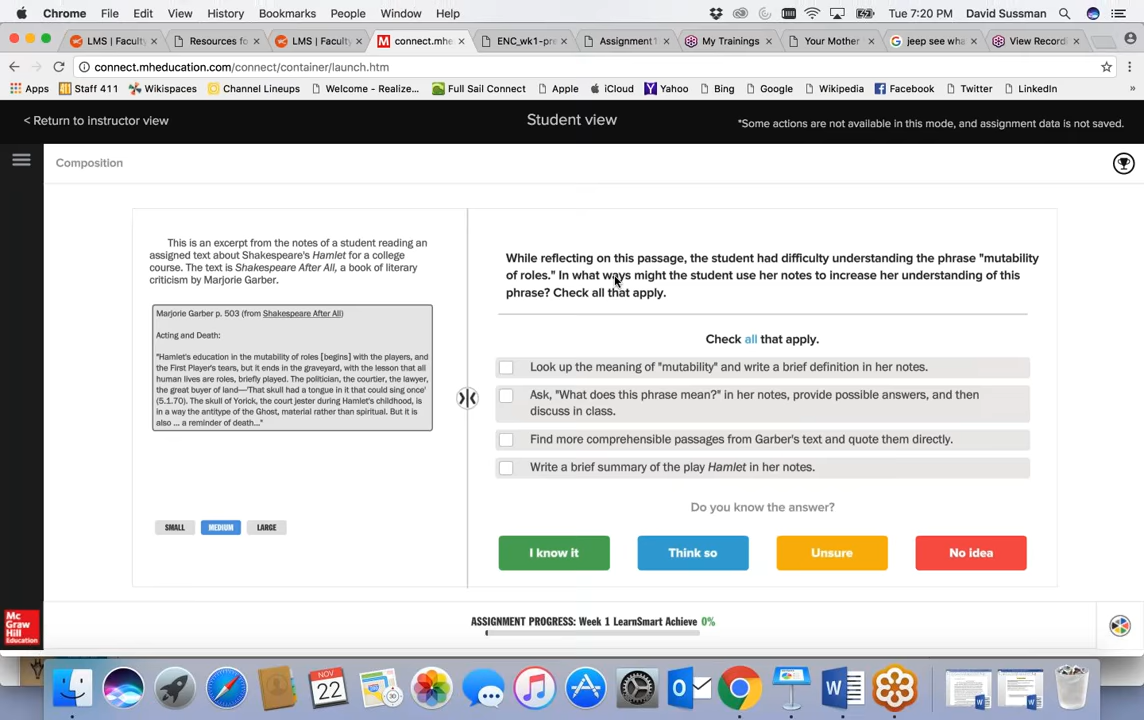 Chrome File Edit View History Bookmarks People Window Help Tue 7:20 PM David Sussman
LMS | Faculty Resources fo LMS | Faculty connect.mhe ENC_wk1-pre Assignment1 My Trainings Your Mother jeep see wha View Recordi
connect.mheducation.com/connect/container/launch.htm
Apps Staff 411 Wikispaces Channel Lineups Welcome - Realize... Full Sail Connect Apple iCloud Yahoo Bing Google Wikipedia Facebook Twitter LinkedIn »
< Return to instructor view Student view *Some actions are not available in this mode, and assignment data is not saved.
Composition
This is an excerpt from the notes of a student reading an
assigned text about Shakespeare's Hamlet for a college
course. The text is Shakespeare After All, a book of literary
criticism by Marjorie Garber.
Marjorie Garber p. 503 (from Shakespeare After All)
Acting and Death:
"Hamlet's education in the mutability of roles [begins] with the players, and
the First Player's tears, but it ends in the graveyard, with the lesson that all
human lives are roles, briefly played. The politician, the courtier, the lawyer,
the great buyer of land—'That skull had a tongue in it that could sing once'
(5.1.70). The skull of Yorick, the court jester during Hamlet's childhood, is
in a way the antitype of the Ghost, material rather than spiritual. But it is
also ... a reminder of death..."
SMALL MEDIUM LARGE
While reflecting on this passage, the student had difficulty understanding the phrase "mutability
of roles." In what ways might the student use her notes to increase her understanding of this
phrase? Check all that apply.
Check all that apply.
Look up the meaning of "mutability" and write a brief definition in her notes.
Ask, "What does this phrase mean?" in her notes, provide possible answers, and then
discuss in class.
Find more comprehensible passages from Garber's text and quote them directly.
Write a brief summary of the play Hamlet in her notes.
Do you know the answer?
I know it Think so Unsure No idea
Mc
Graw
Hill
Education
ASSIGNMENT PROGRESS: Week 1 LearnSmart Achieve 0%
NOV
22